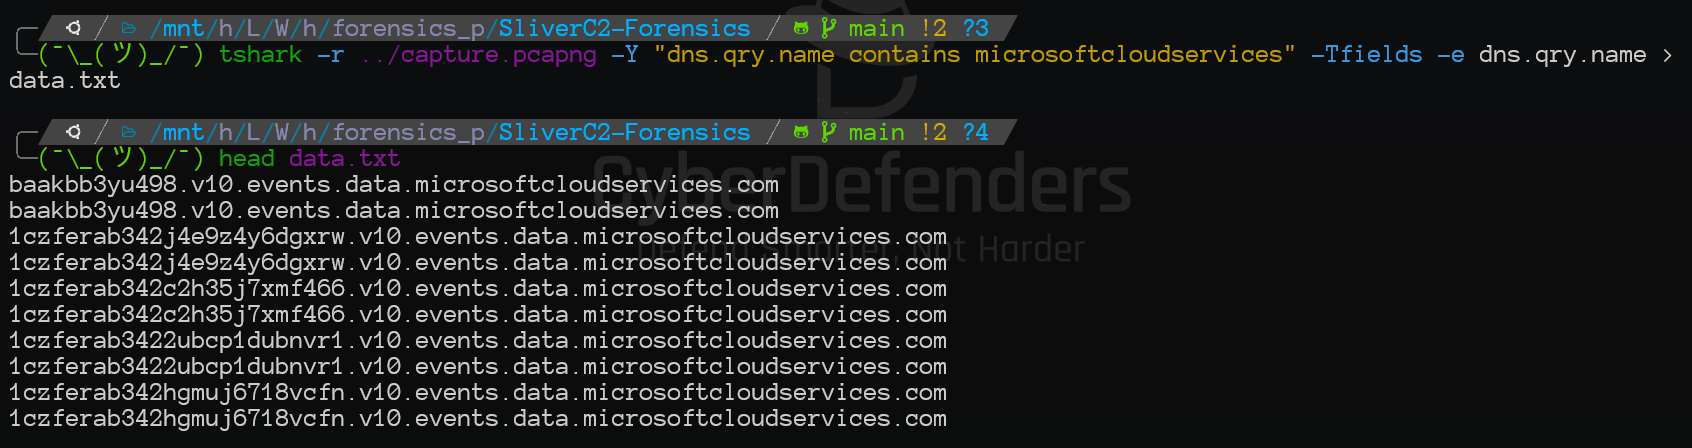 /mnt/h/L/W/h/forensics_p/SliverC2-Forensics main !2 ?3
(¯\_(ツ)_/¯) tshark -r ../capture.pcapng -Y "dns.qry.name contains microsoftcloudservices" -Tfields -e dns.qry.name >
data.txt
/mnt/h/L/W/h/forensics_p/SliverC2-Forensics main !2 ?4
(¯\_(ツ)_/¯) head data.txt
CyberDefenders
Defend Smarter, Not Harder
baakbb3yu498.v10.events.data.microsoftcloudservices.com
baakbb3yu498.v10.events.data.microsoftcloudservices.com
1czferab342j4e9z4y6dgxrw.v10.events.data.microsoftcloudservices.com
1czferab342j4e9z4y6dgxrw.v10.events.data.microsoftcloudservices.com
1czferab342c2h35j7xmf466.v10.events.data.microsoftcloudservices.com
1czferab342c2h35j7xmf466.v10.events.data.microsoftcloudservices.com
1czferab3422ubcp1dubnvr1.v10.events.data.microsoftcloudservices.com
1czferab3422ubcp1dubnvr1.v10.events.data.microsoftcloudservices.com
1czferab342hgmuj6718vcfn.v10.events.data.microsoftcloudservices.com
1czferab342hgmuj6718vcfn.v10.events.data.microsoftcloudservices.com